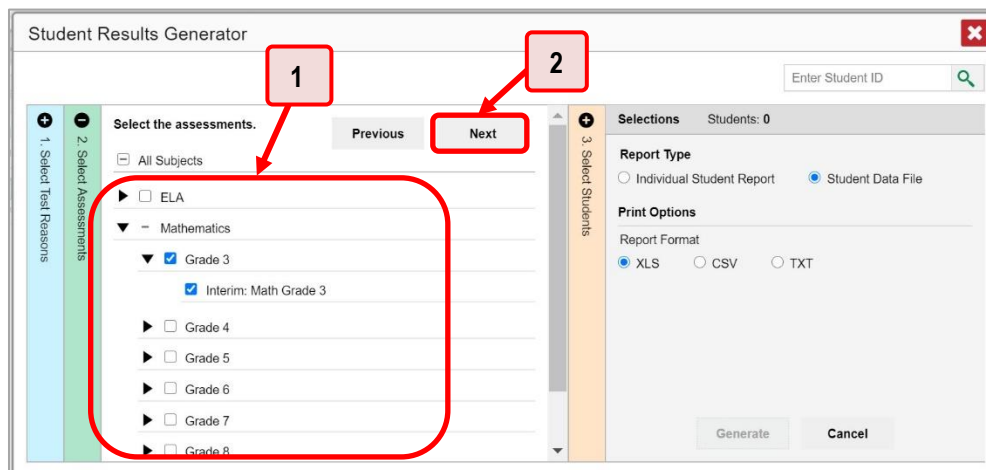 Student Results Generator
1
2
Enter Student ID
1. Select Test Reasons
2. Select Assessments
Select the assessments.
Previous
Next
All Subjects
ELA
Mathematics
Grade 3
Interim: Math Grade 3
Grade 4
Grade 5
Grade 6
Grade 7
Grade 8
3. Select Students
Selections Students: 0
Report Type
Individual Student Report Student Data File
Print Options
Report Format
XLS CSV TXT
Generate Cancel